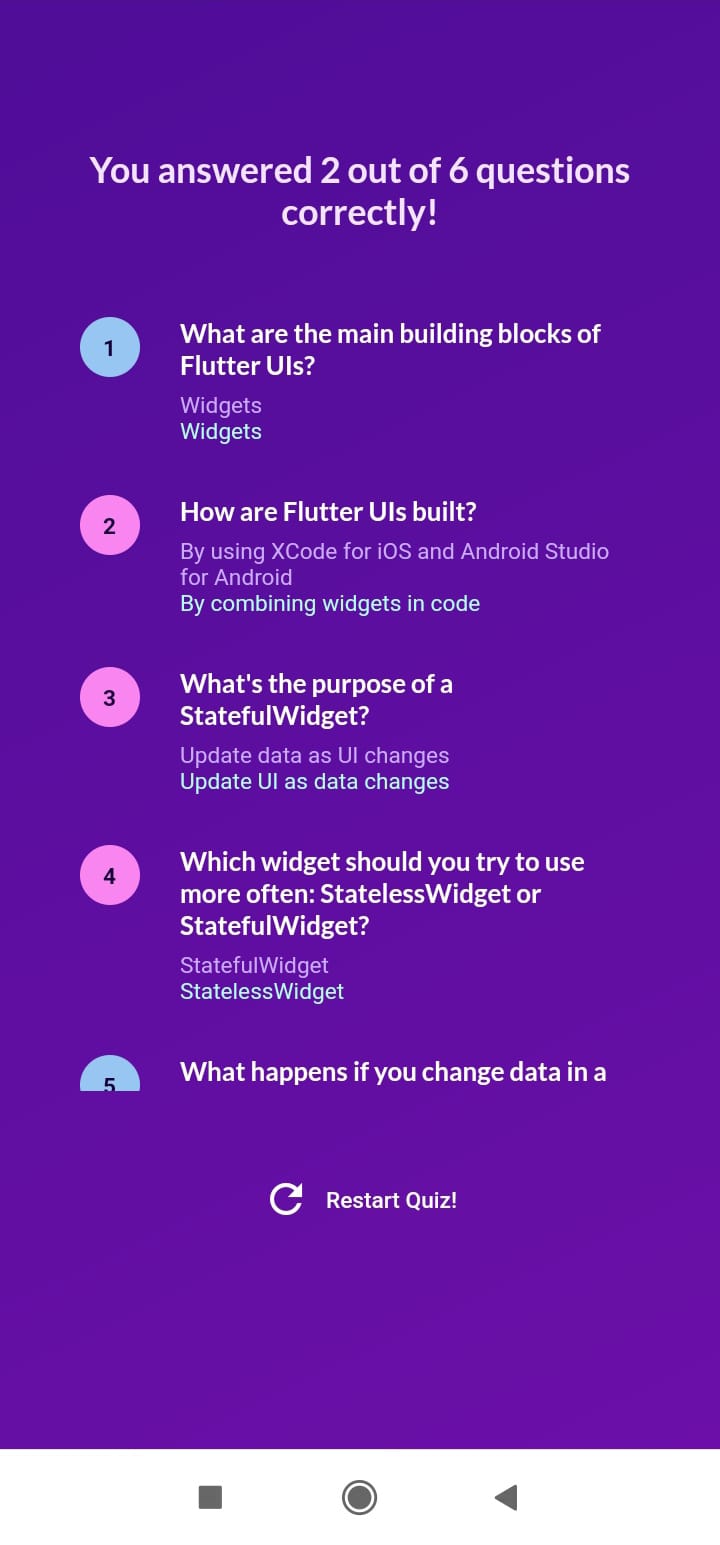 You answered 2 out of 6 questions
correctly!
1
What are the main building blocks of
Flutter UIs?
Widgets
Widgets
2
How are Flutter UIs built?
By using XCode for iOS and Android Studio
for Android
By combining widgets in code
3
What's the purpose of a
StatefulWidget?
Update data as UI changes
Update UI as data changes
4
Which widget should you try to use
more often: StatelessWidget or
StatefulWidget?
StatefulWidget
StatelessWidget
5
What happens if you change data in a
Restart Quiz!